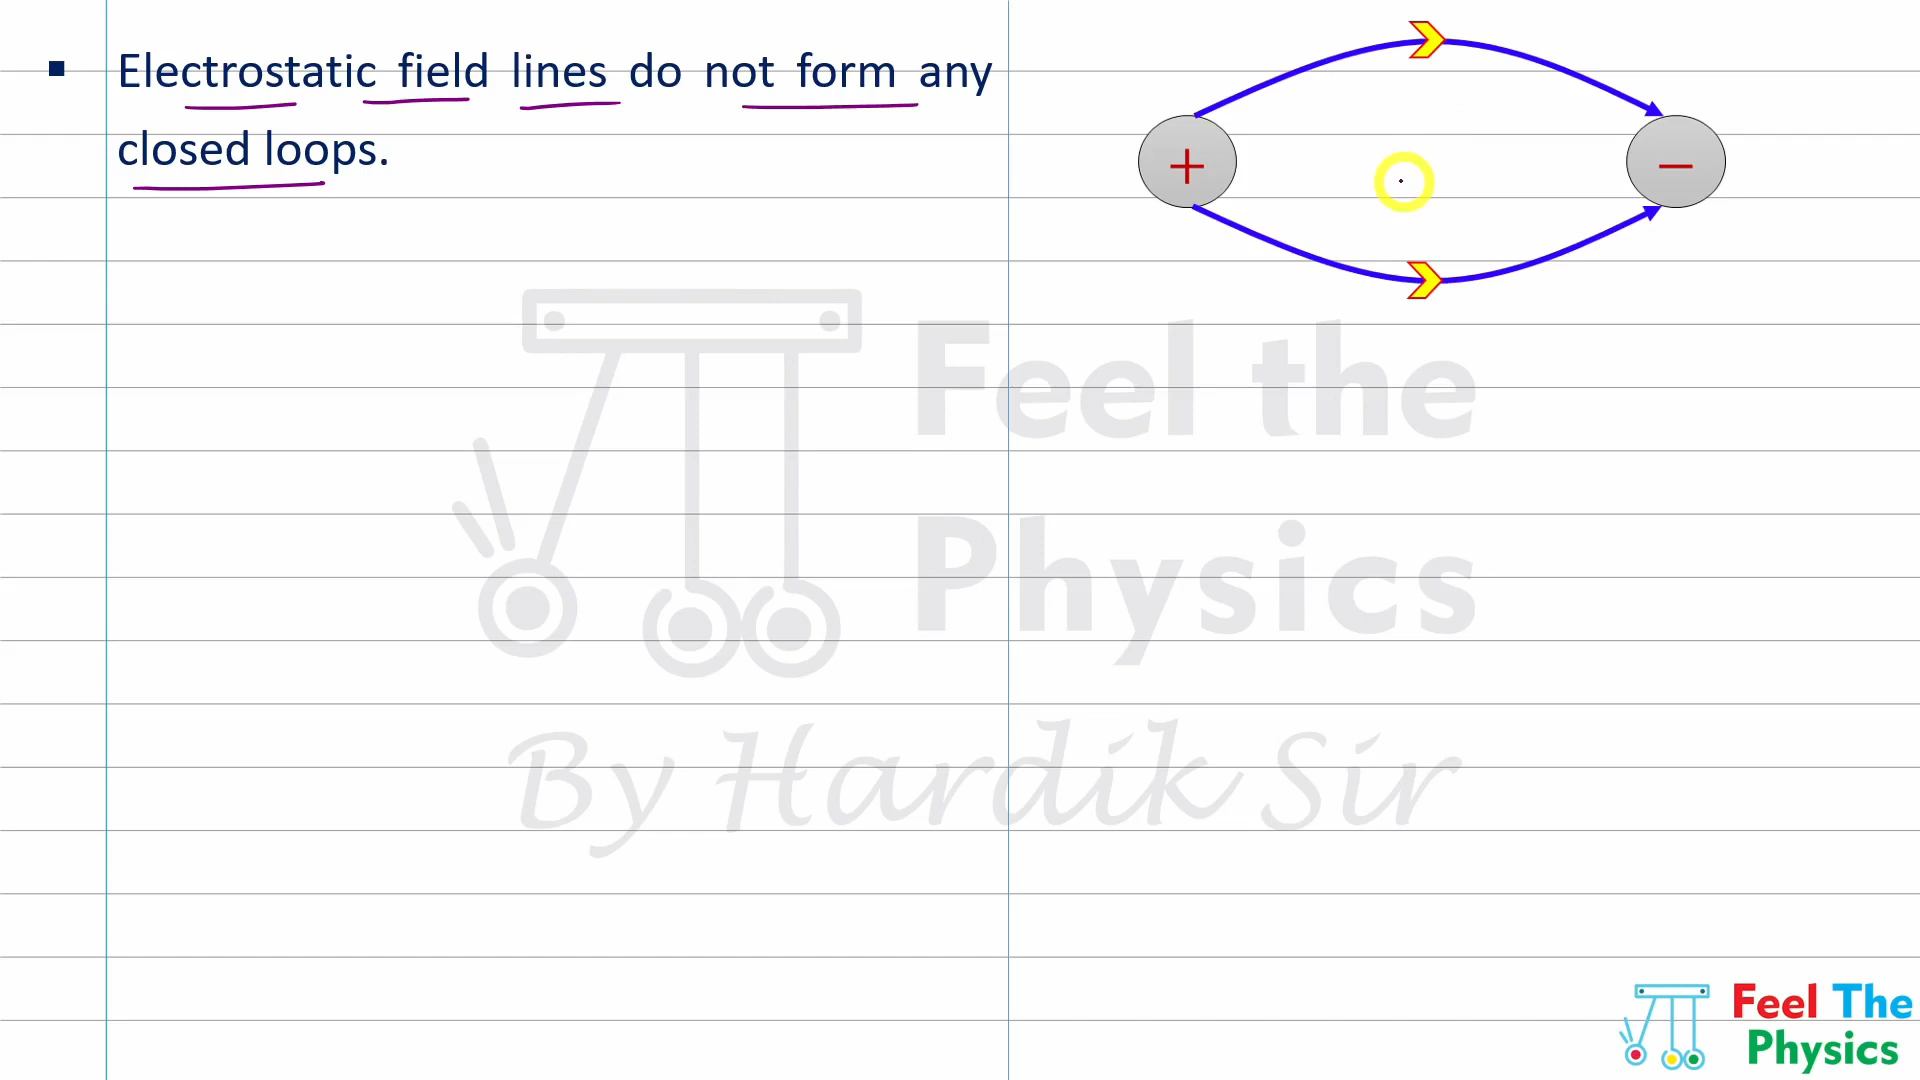 Electrostatic field lines do not form any
closed loops.
+
−
Feel the
Physics
By Hardik Sir
Feel The
Physics